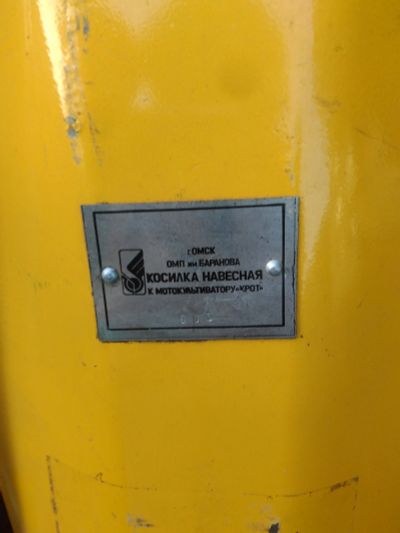 г.ОМСК
ОМП им БАРАНОВА
КОСИЛКА НАВЕСНАЯ
К МОТОКУЛЬТИВАТОРУ "КРОТ"